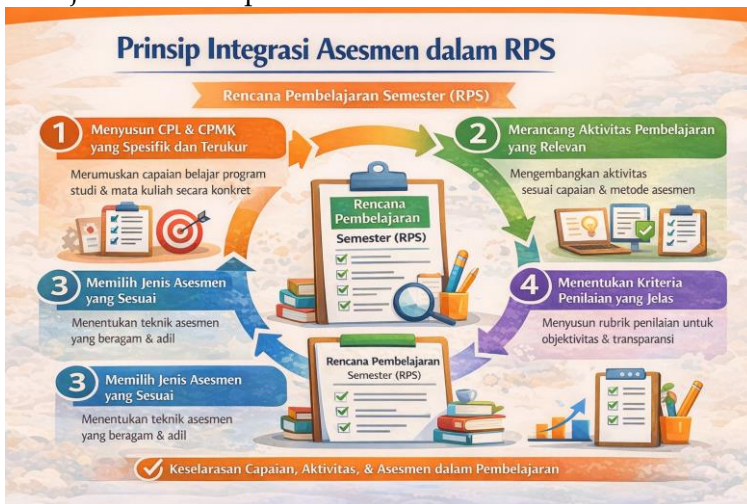 Prinsip Integrasi Asesmen dalam RPS
Rencana Pembelajaran Semester (RPS)
1
Menyusun CPL & CPMK
yang Spesifik dan Terukur
Merumuskan capaian belajar program
studi & mata kuliah secara konkret
2
Merancang Aktivitas Pembelajaran
yang Relevan
Mengembangkan aktivitas
sesuai capaian & metode asesmen
Rencana
Pembelajaran
Semester (RPS)
3
Memilih Jenis Asesmen
yang Sesuai
Menentukan teknik asesmen
yang beragam & adil
4
Menentukan Kriteria
Penilaian yang Jelas
Menyusun rubrik penilaian untuk
objektivitas & transparansi
Rencana Pembelajaran
Semester (RPS)
3
Memilih Jenis Asesmen
yang Sesuai
Menentukan teknik asesmen
yang beragam & adil
Keselarasan Capaian, Aktivitas, & Asesmen dalam Pembelajaran